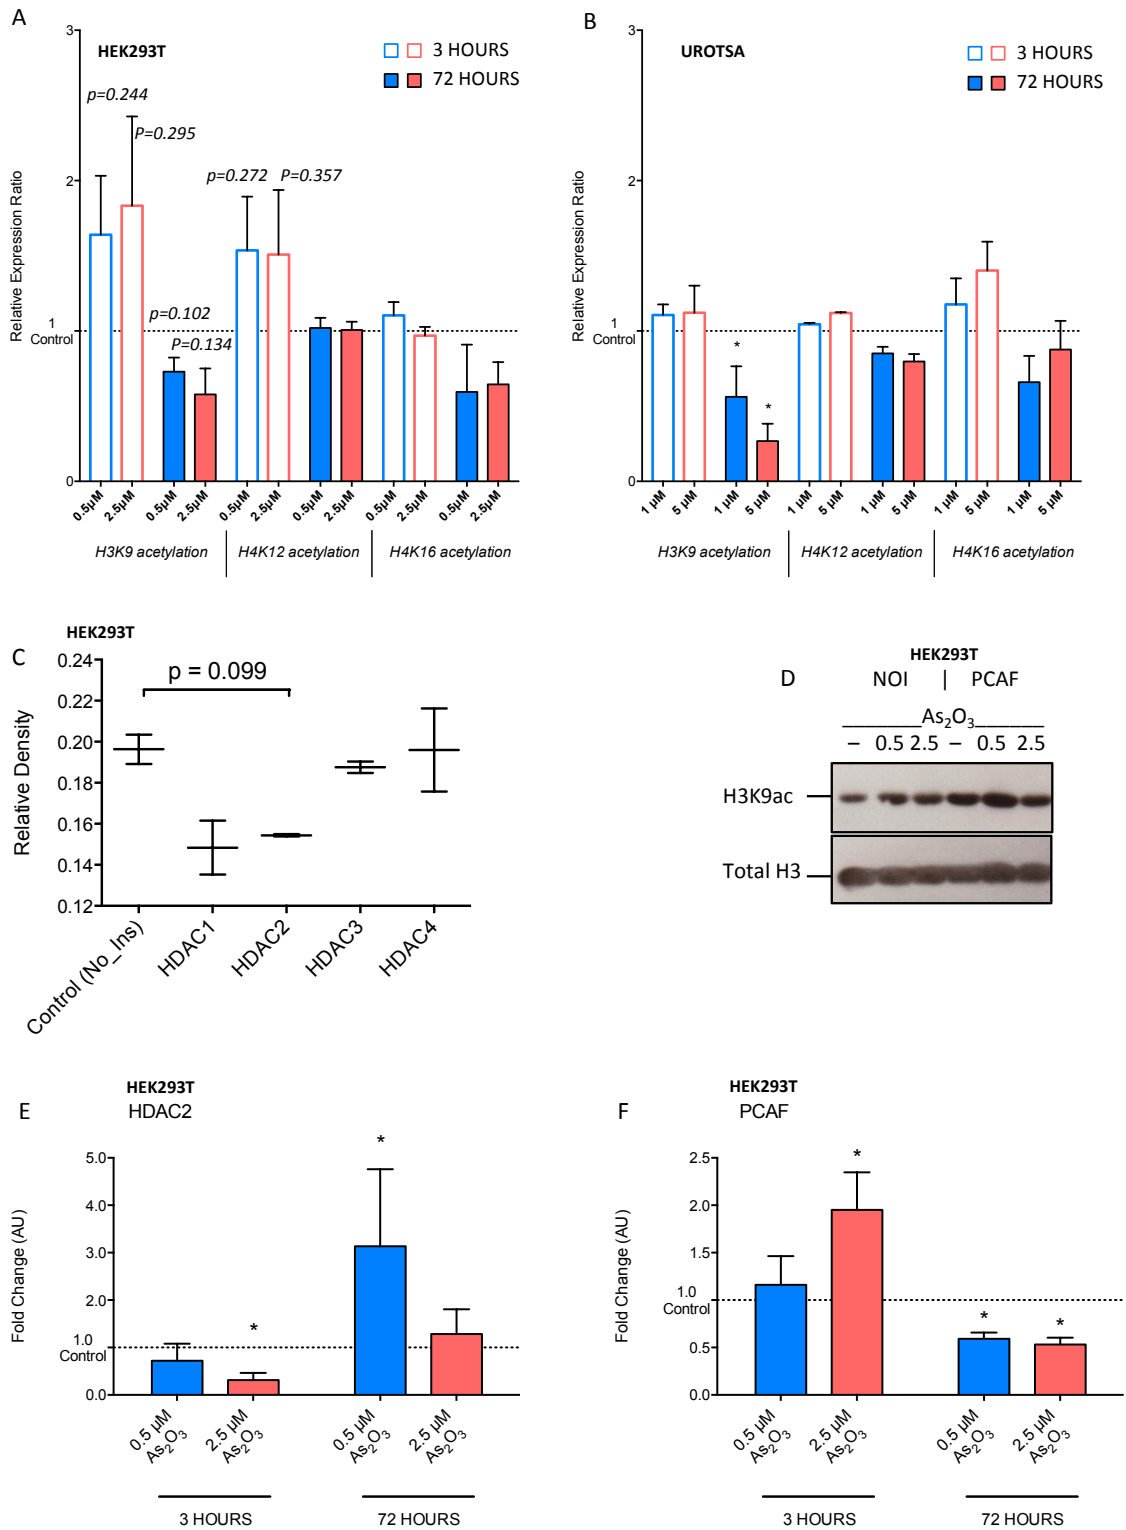 A
HEK293T
3 HOURS
72 HOURS
3
2
1
Control
0
Relative Expression Ratio
p=0.244
P=0.295
p=0.102
P=0.134
p=0.272
P=0.357
0.5µM
2.5µM
0.5µM
2.5µM
0.5µM
2.5µM
0.5µM
2.5µM
0.5µM
2.5µM
0.5µM
2.5µM
H3K9 acetylation
H4K12 acetylation
H4K16 acetylation
B
UROTSA
3 HOURS
72 HOURS
3
2
1
Control
0
Relative Expression Ratio
*
*
1 µM
5 µM
1 µM
5 µM
1 µM
5 µM
1 µM
5 µM
1 µM
5 µM
1 µM
5 µM
H3K9 acetylation
H4K12 acetylation
H4K16 acetylation
C
HEK293T
p = 0.099
0.24
0.22
0.20
0.18
0.16
0.14
0.12
Relative Density
Control (No_Ins)
HDAC1
HDAC2
HDAC3
HDAC4
D
HEK293T
NOI | PCAF
As₂O₃
– 0.5 2.5 – 0.5 2.5
H3K9ac
Total H3
E
HEK293T
HDAC2
5.0
4.0
3.0
2.0
1.0
Control
0.0
Fold Change (AU)
*
*
0.5 µM
As₂O₃
2.5 µM
As₂O₃
0.5 µM
As₂O₃
2.5 µM
As₂O₃
3 HOURS
72 HOURS
F
HEK293T
PCAF
2.5
2.0
1.5
1.0
Control
0.5
0.0
Fold Change (AU)
*
*
*
0.5 µM
As₂O₃
2.5 µM
As₂O₃
0.5 µM
As₂O₃
2.5 µM
As₂O₃
3 HOURS
72 HOURS